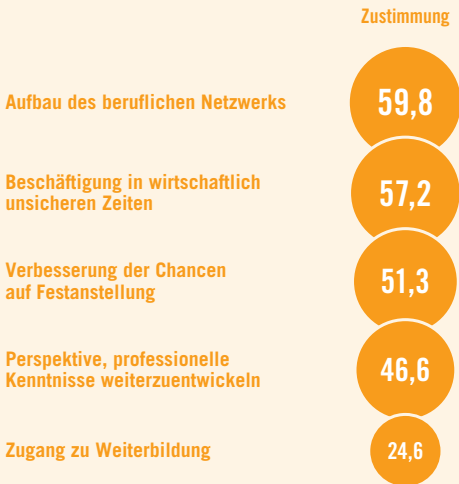 Zustimmung
Aufbau des beruflichen Netzwerks
59,8
Beschäftigung in wirtschaftlich
unsicheren Zeiten
57,2
Verbesserung der Chancen
auf Festanstellung
51,3
Perspektive, professionelle
Kenntnisse weiterzuentwickeln
46,6
Zugang zu Weiterbildung
24,6